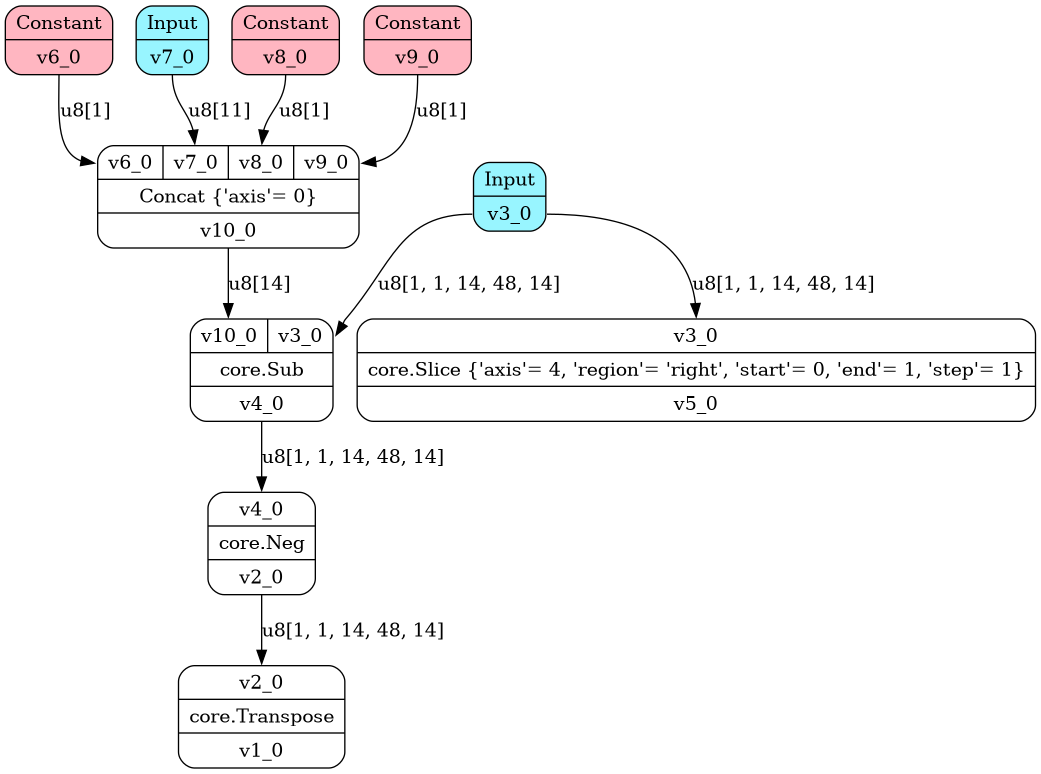 Constant
v6_0
Input
v7_0
Constant
v8_0
Constant
v9_0
u8[1]
u8[11]
u8[1]
u8[1]
v6_0 v7_0 v8_0 v9_0
Concat {'axis'= 0}
v10_0
Input
v3_0
u8[14]
u8[1, 1, 14, 48, 14]
u8[1, 1, 14, 48, 14]
v10_0 v3_0
core.Sub
v4_0
v3_0
core.Slice {'axis'= 4, 'region'= 'right', 'start'= 0, 'end'= 1, 'step'= 1}
v5_0
u8[1, 1, 14, 48, 14]
v4_0
core.Neg
v2_0
u8[1, 1, 14, 48, 14]
v2_0
core.Transpose
v1_0